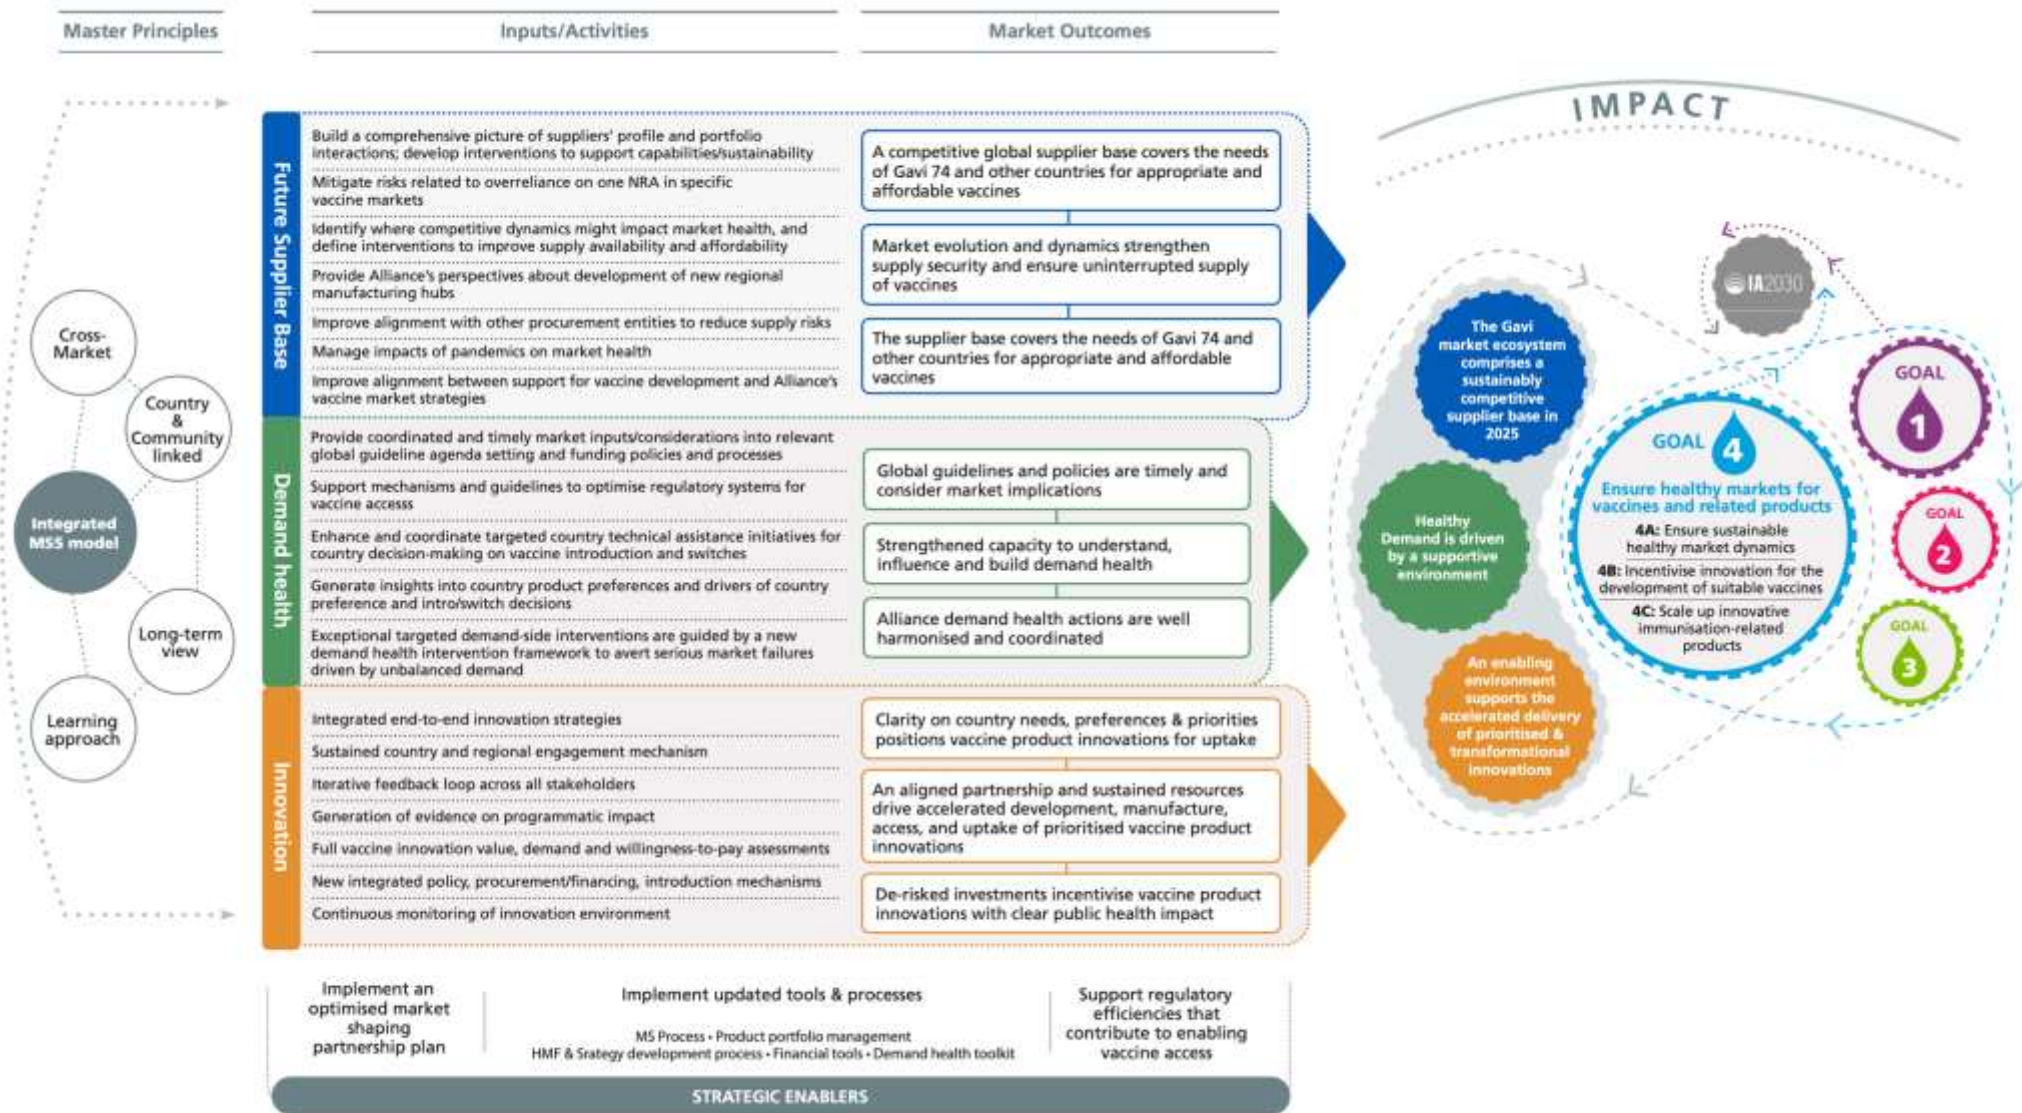 Master Principles
Inputs/Activities
Market Outcomes
Cross-
Market
Country
&
Community
linked
Integrated
MSS model
Long-term
view
Learning
approach
Future Supplier Base
Build a comprehensive picture of suppliers' profile and portfolio
interactions; develop interventions to support capabilities/sustainability
Mitigate risks related to overreliance on one NRA in specific
vaccine markets
Identify where competitive dynamics might impact market health, and
define interventions to improve supply availability and affordability
Provide Alliance's perspectives about development of new regional
manufacturing hubs
Improve alignment with other procurement entities to reduce supply risks
Manage impacts of pandemics on market health
Improve alignment between support for vaccine development and Alliance's
vaccine market strategies
A competitive global supplier base covers the needs
of Gavi 74 and other countries for appropriate and
affordable vaccines
Market evolution and dynamics strengthen
supply security and ensure uninterrupted supply
of vaccines
The supplier base covers the needs of Gavi 74 and
other countries for appropriate and affordable
vaccines
Demand health
Provide coordinated and timely market inputs/considerations into relevant
global guideline agenda setting and funding policies and processes
Support mechanisms and guidelines to optimise regulatory systems for
vaccine accesss
Enhance and coordinate targeted country technical assistance initiatives for
country decision-making on vaccine introduction and switches
Generate insights into country product preferences and drivers of country
preference and intro/switch decisions
Exceptional targeted demand-side interventions are guided by a new
demand health intervention framework to avert serious market failures
driven by unbalanced demand
Global guidelines and policies are timely and
consider market implications
Strengthened capacity to understand,
influence and build demand health
Alliance demand health actions are well
harmonised and coordinated
Innovation
Integrated end-to-end innovation strategies
Sustained country and regional engagement mechanism
Iterative feedback loop across all stakeholders
Generation of evidence on programmatic impact
Full vaccine innovation value, demand and willingness-to-pay assessments
New integrated policy, procurement/financing, introduction mechanisms
Continuous monitoring of innovation environment
Clarity on country needs, preferences & priorities
positions vaccine product innovations for uptake
An aligned partnership and sustained resources
drive accelerated development, manufacture,
access, and uptake of prioritised vaccine product
innovations
De-risked investments incentivise vaccine product
innovations with clear public health impact
IMPACT
IA2030
The Gavi
market ecosystem
comprises a
sustainably
competitive
supplier base in
2025
Healthy
Demand is driven
by a supportive
environment
An enabling
environment
supports the
accelerated delivery
of prioritised &
transformational
innovations
GOAL 4
Ensure healthy markets for
vaccines and related products
4A: Ensure sustainable
healthy market dynamics
4B: Incentivise innovation for the
development of suitable vaccines
4C: Scale up innovative
immunisation-related
products
GOAL
1
GOAL
2
GOAL
3
Implement an
optimised market
shaping
partnership plan
Implement updated tools & processes
MS Process • Product portfolio management
HMF & Srategy development process • Financial tools • Demand health toolkit
Support regulatory
efficiencies that
contribute to enabling
vaccine access
STRATEGIC ENABLERS